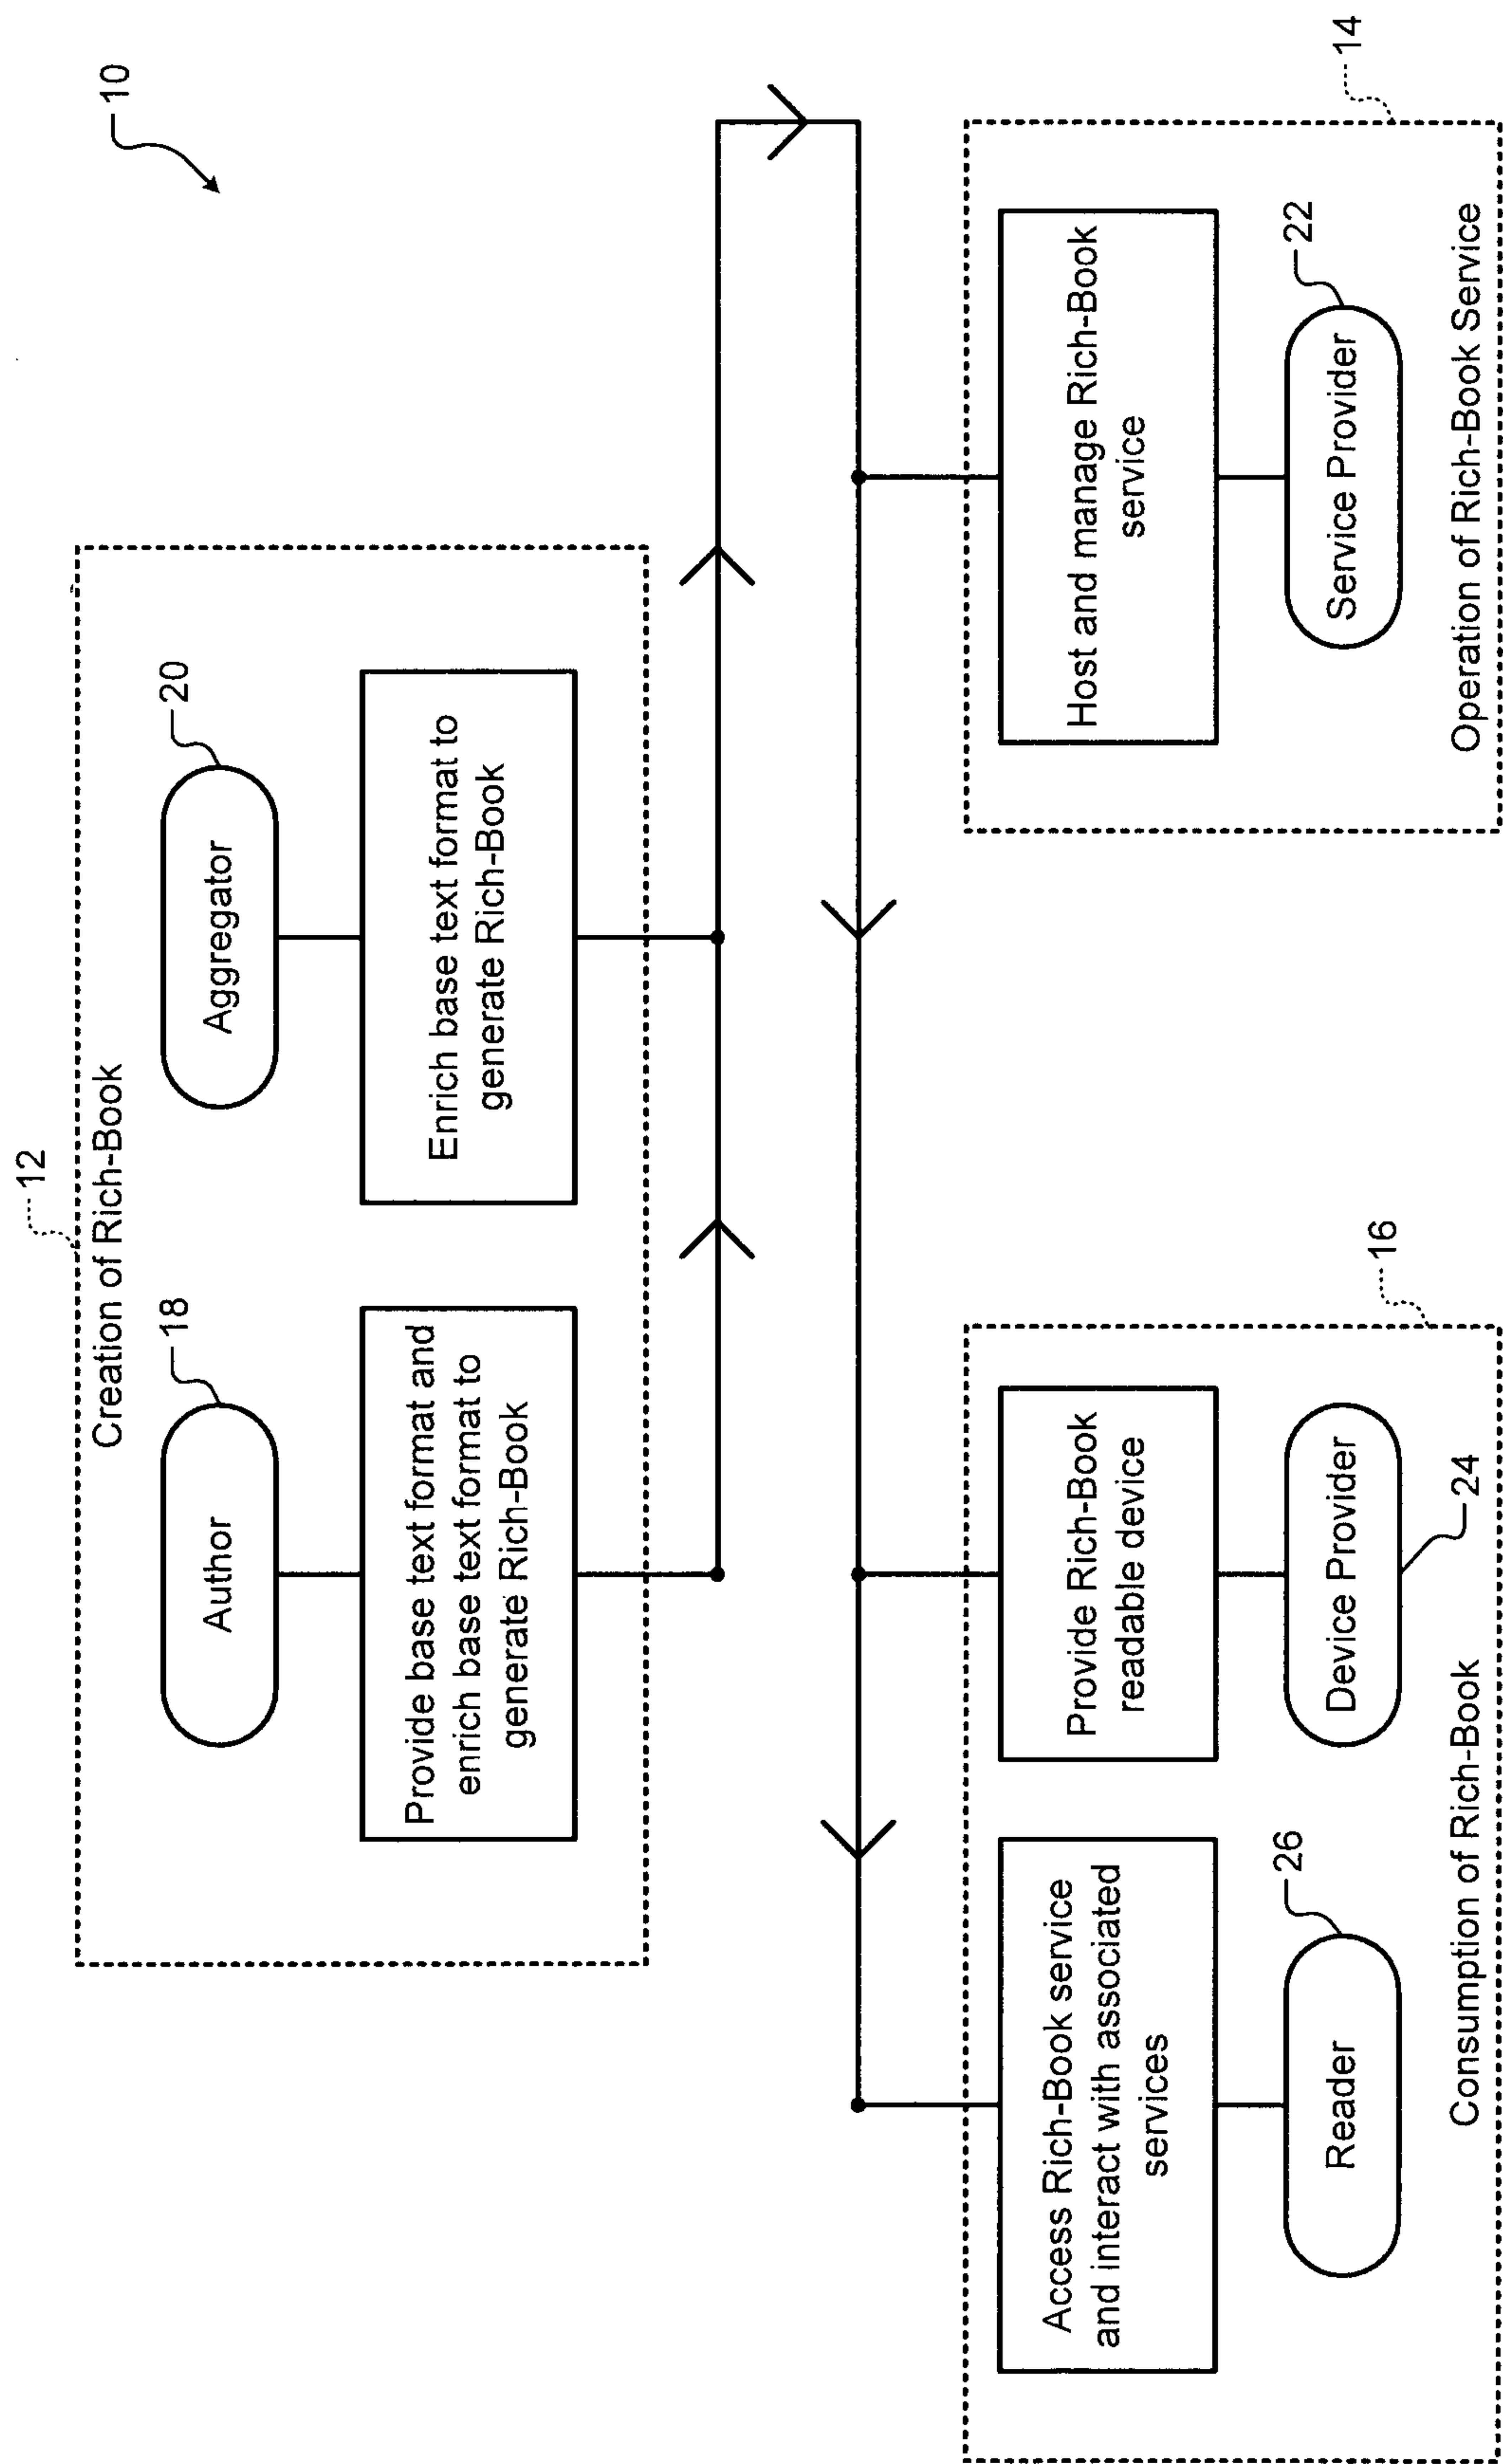 10
12
Creation of Rich-Book
18
Author
Provide base text format and
enrich base text format to
generate Rich-Book
20
Aggregator
Enrich base text format to
generate Rich-Book
Access Rich-Book service
and interact with associated
services
26
Reader
Provide Rich-Book
readable device
Device Provider
24
16
Consumption of Rich-Book
Host and manage Rich-Book
service
22
Service Provider
14
Operation of Rich-Book Service